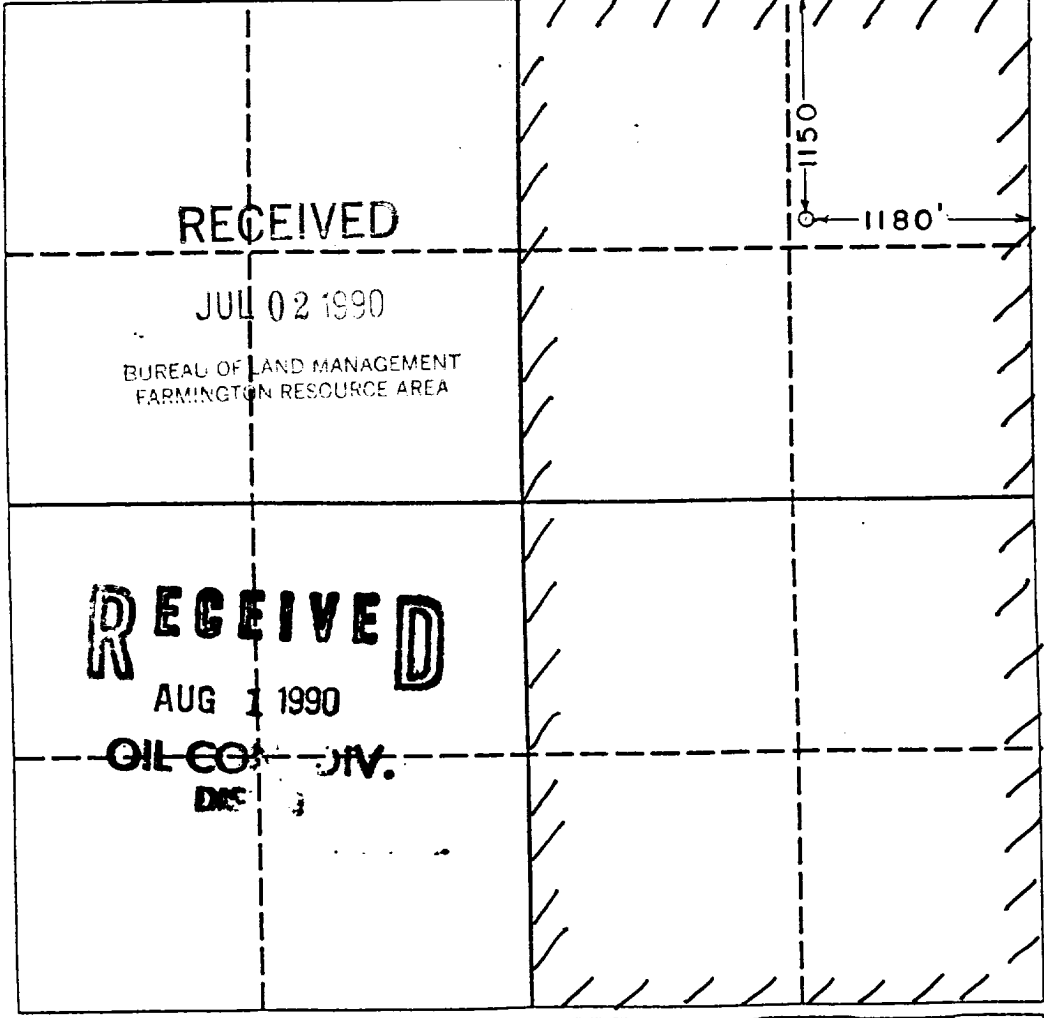 1150
1180'
RECEIVED
JUL 02 1990
BUREAU OF LAND MANAGEMENT
FARMINGTON RESOURCE AREA
RECEIVED
AUG 1 1990
OIL CON DIV.